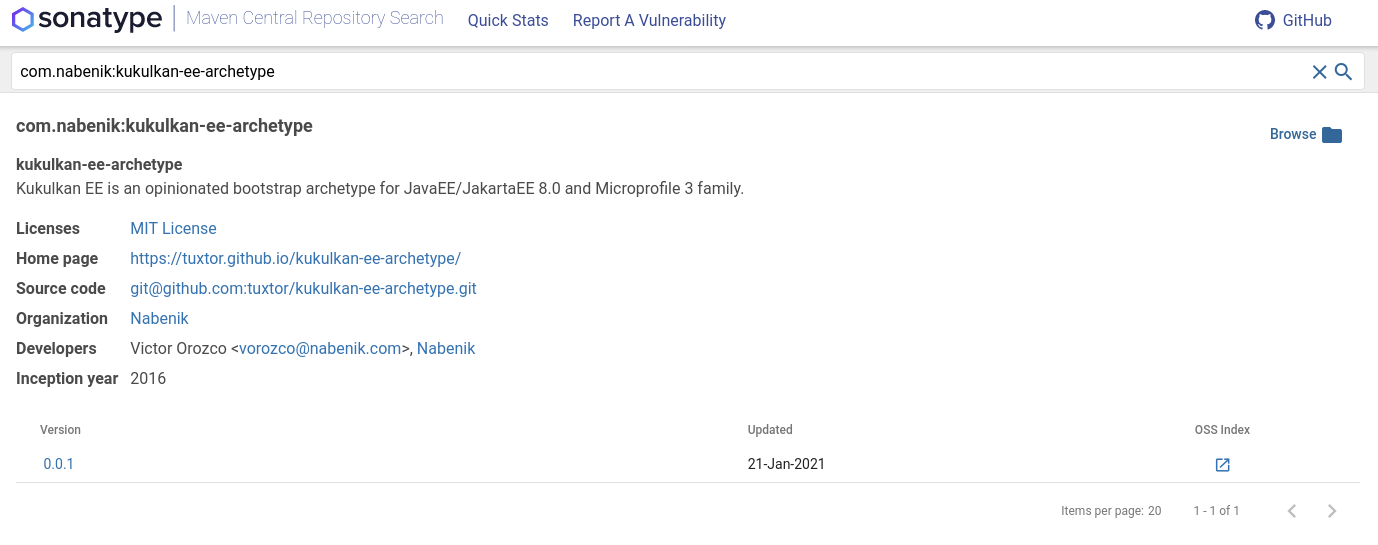 sonatype Maven Central Repository Search Quick Stats Report A Vulnerability GitHub
com.nabenik:kukulkan-ee-archetype
com.nabenik:kukulkan-ee-archetype
Browse
kukulkan-ee-archetype
Kukulkan EE is an opinionated bootstrap archetype for JavaEE/JakartaEE 8.0 and Microprofile 3 family.
Licenses MIT License
Home page https://tuxtor.github.io/kukulkan-ee-archetype/
Source code git@github.com:tuxtor/kukulkan-ee-archetype.git
Organization Nabenik
Developers Victor Orozco <vorozco@nabenik.com>, Nabenik
Inception year 2016
Version Updated OSS Index
0.0.1 21-Jan-2021
Items per page: 20 1 - 1 of 1